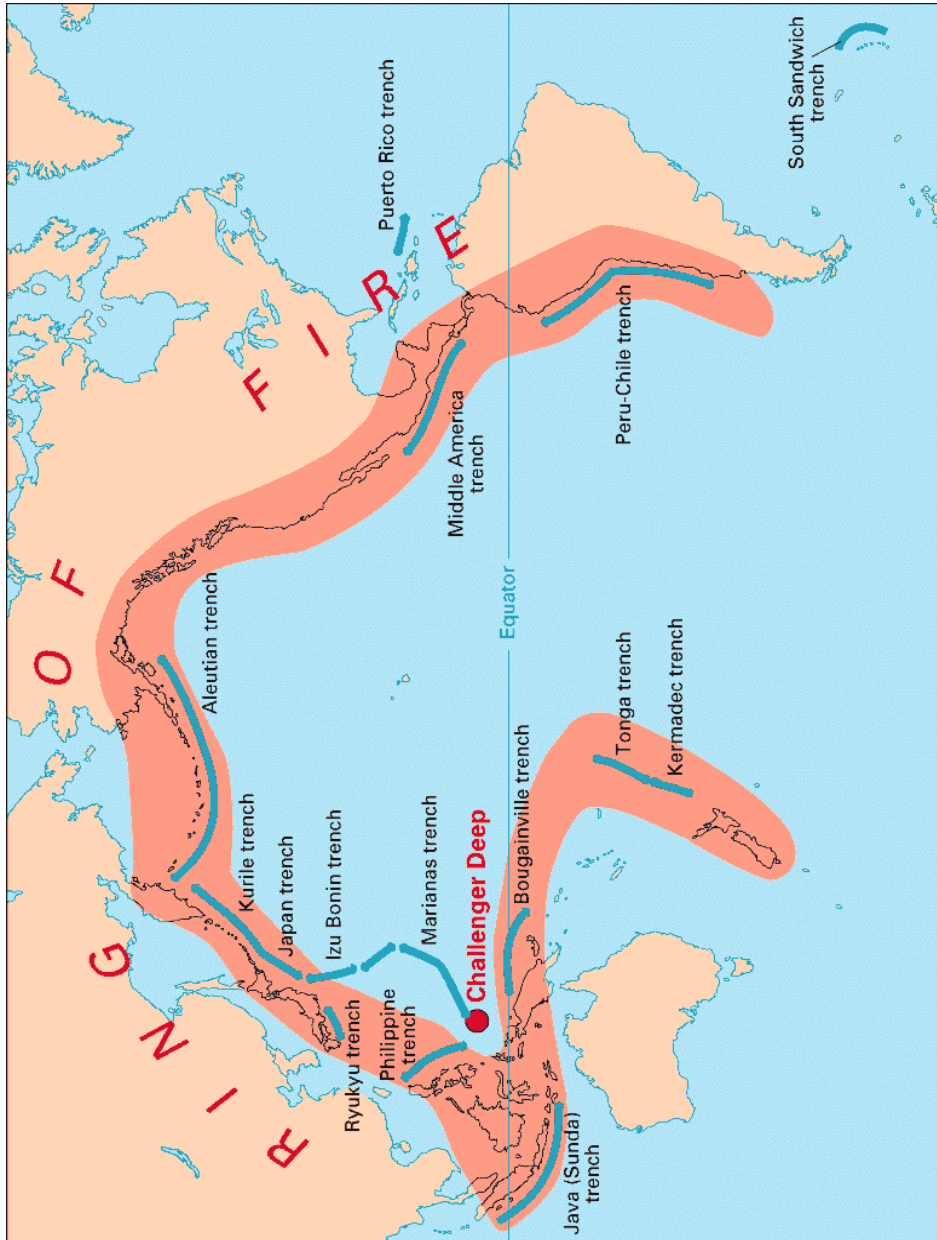 RING OF FIRE
Aleutian trench
Kurile trench
Japan trench
Izu Bonin trench
Ryukyu trench
Philippine
trench
Marianas trench
Challenger Deep
Bougainville trench
Java (Sunda)
trench
Equator
Tonga trench
Kermadec trench
Middle America
trench
Peru-Chile trench
Puerto Rico trench
South Sandwich
trench